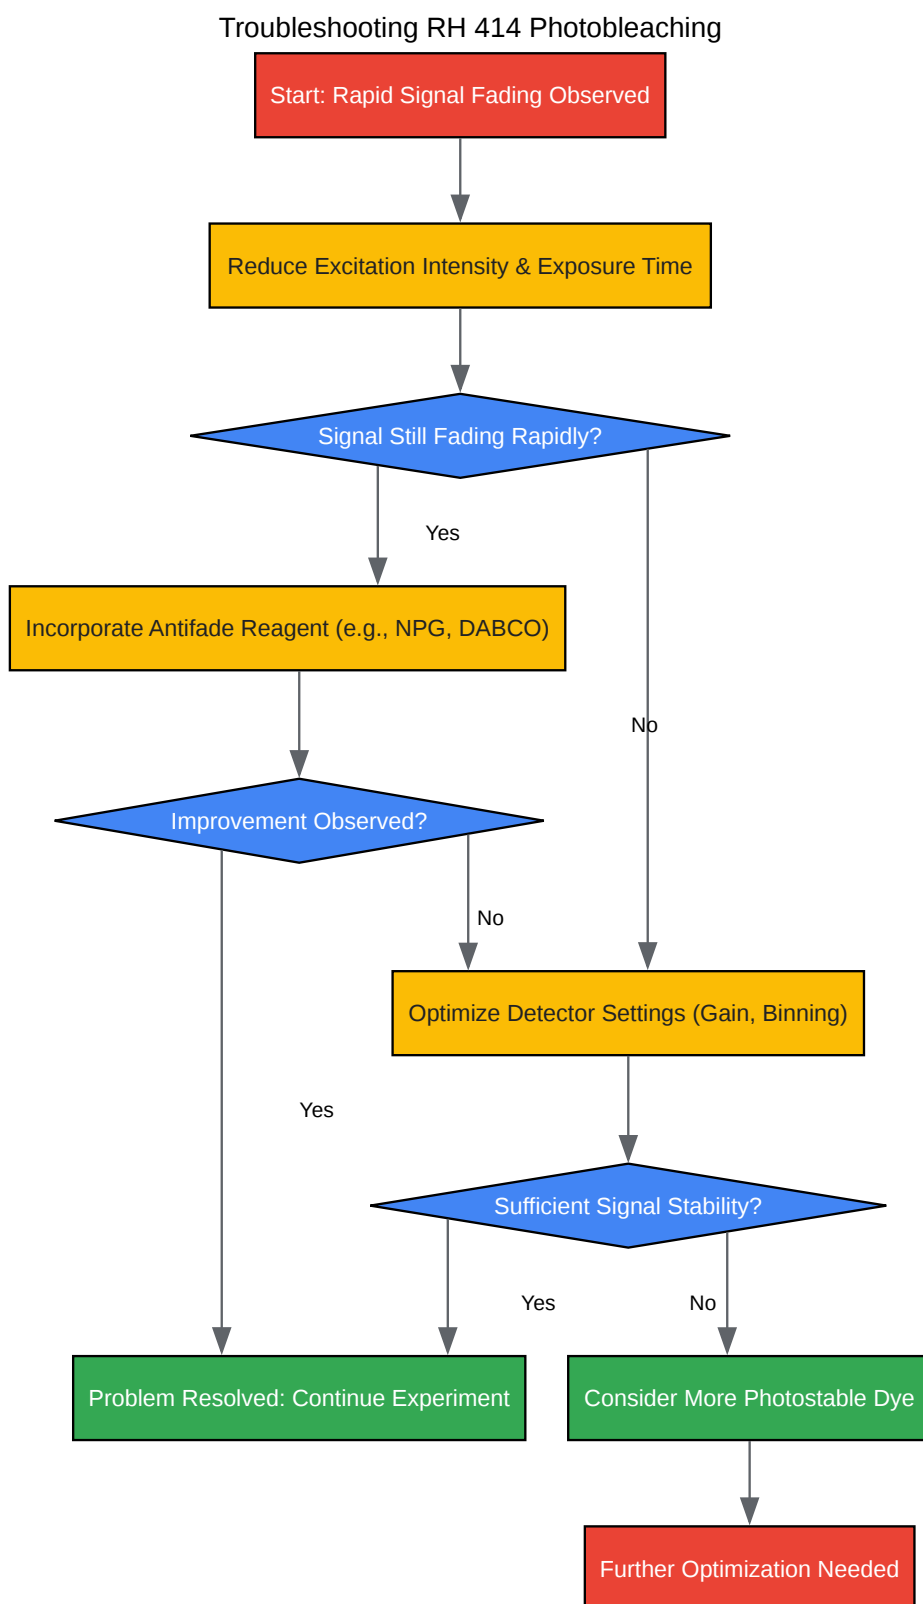 Troubleshooting RH 414 Photobleaching
Start: Rapid Signal Fading Observed
Reduce Excitation Intensity & Exposure Time
Signal Still Fading Rapidly?
Yes
Incorporate Antifade Reagent (e.g., NPG, DABCO)
No
Improvement Observed?
No
Optimize Detector Settings (Gain, Binning)
Yes
Sufficient Signal Stability?
Yes
No
Problem Resolved: Continue Experiment
Consider More Photostable Dye
Further Optimization Needed